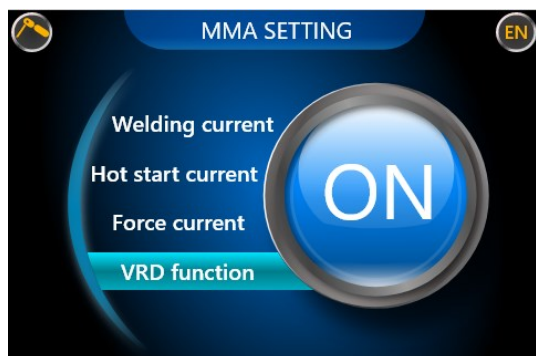 MMA SETTING
EN
Welding current
Hot start current
Force current
VRD function
ON